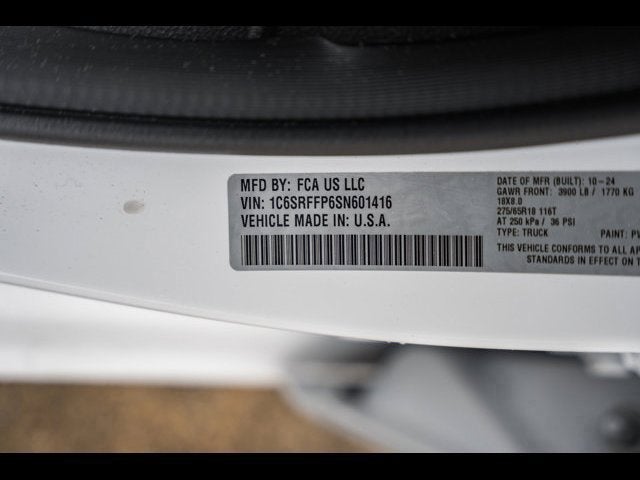 MFD BY: FCA US LLC
VIN: 1C6SRFFP6SN601416
VEHICLE MADE IN: U.S.A.
DATE OF MFR (BUILT): 10-24
GAWR FRONT: 3900 LB / 1770 KG
18X8.0
275/65R18 116T
AT 250 kPa / 36 PSI
TYPE: TRUCK PAINT:
THIS VEHICLE CONFORMS TO ALL
STANDARDS IN EFFECT ON